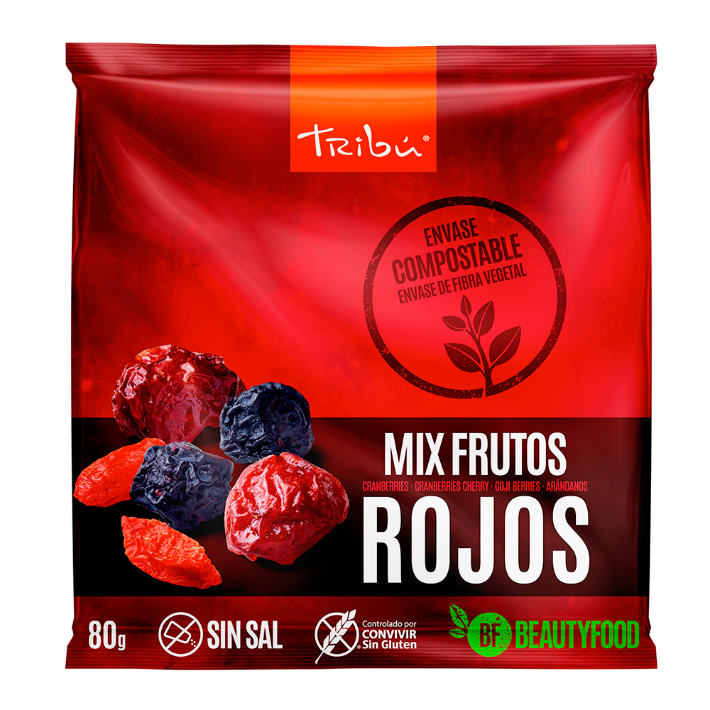 Tribú®
ENVASE
COMPOSTABLE
ENVASE DE FIBRA VEGETAL
MIX FRUTOS
CRANBERRIES · CRANBERRIES CHERRY · GOJI BERRIES · ARÁNDANOS
ROJOS
80g
SIN SAL
Controlado por
CONVIVIR
Sin Gluten
BF BEAUTYFOOD